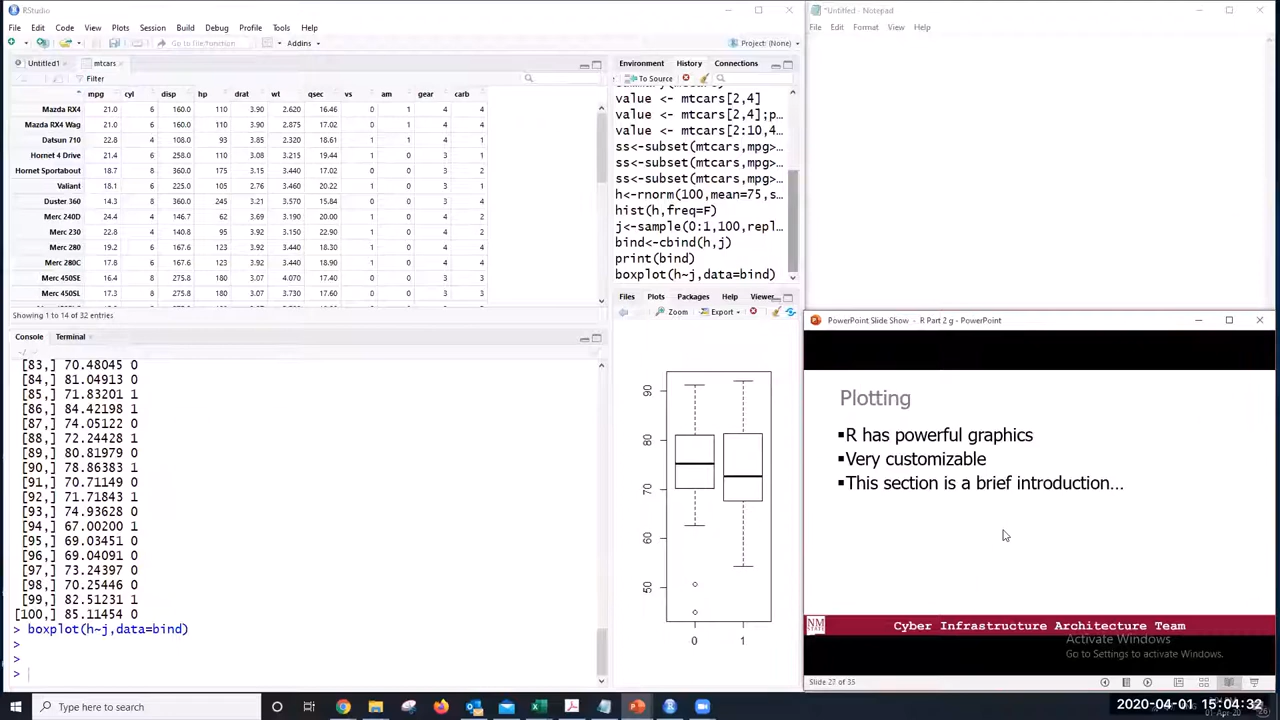 RStudio
File Edit Code View Plots Session Build Debug Profile Tools Help
Go to file/function Addins Project: (None)
Untitled1 mtcars
Filter
mpg cyl disp hp drat wt qsec vs am gear carb
Mazda RX4 21.0 6 160.0 110 3.90 2.620 16.46 0 1 4 4
Mazda RX4 Wag 21.0 6 160.0 110 3.90 2.875 17.02 0 1 4 4
Datsun 710 22.8 4 108.0 93 3.85 2.320 18.61 1 1 4 1
Hornet 4 Drive 21.4 6 258.0 110 3.08 3.215 19.44 1 0 3 1
Hornet Sportabout 18.7 8 360.0 175 3.15 3.440 17.02 0 0 3 2
Valiant 18.1 6 225.0 105 2.76 3.460 20.22 1 0 3 1
Duster 360 14.3 8 360.0 245 3.21 3.570 15.84 0 0 3 4
Merc 240D 24.4 4 146.7 62 3.69 3.190 20.00 1 0 4 2
Merc 230 22.8 4 140.8 95 3.92 3.150 22.90 1 0 4 2
Merc 280 19.2 6 167.6 123 3.92 3.440 18.30 1 0 4 4
Merc 280C 17.8 6 167.6 123 3.92 3.440 18.90 1 0 4 4
Merc 450SE 16.4 8 275.8 180 3.07 4.070 17.40 0 0 3 3
Merc 450SL 17.3 8 275.8 180 3.07 3.730 17.60 0 0 3 3
Showing 1 to 14 of 32 entries
Console Terminal
~/
[83,] 70.48045 0
[84,] 81.04913 0
[85,] 71.83201 1
[86,] 84.42198 1
[87,] 74.05122 0
[88,] 72.24428 1
[89,] 80.81979 0
[90,] 78.86383 1
[91,] 70.71149 0
[92,] 71.71843 1
[93,] 74.93628 0
[94,] 67.00200 1
[95,] 69.03451 0
[96,] 69.04091 0
[97,] 73.24397 0
[98,] 70.25446 0
[99,] 82.51231 1
[100,] 85.11454 0
> boxplot(h~j,data=bind)
>
>
>
Environment History Connections
To Source
value <- mtcars[2,4]
value <- mtcars[2,4];p…
value <- mtcars[2:10,4…
ss<-subset(mtcars,mpg>…
ss<-subset(mtcars,mpg>…
ss<-subset(mtcars,mpg>…
h<-rnorm(100,mean=75,s…
hist(h,freq=F)
j<-sample(0:1,100,repl…
bind<-cbind(h,j)
print(bind)
boxplot(h~j,data=bind)
Files Plots Packages Help Viewer
Zoom Export
90
80
70
60
50
0 1
*Untitled - Notepad
File Edit Format View Help
PowerPoint Slide Show - R Part 2 g - PowerPoint
Plotting
▪R has powerful graphics
▪Very customizable
▪This section is a brief introduction…
NM
STATE
Cyber Infrastructure Architecture Team
Activate Windows
Go to Settings to activate Windows.
Slide 27 of 35
Type here to search
2020-04-01 15:04:32